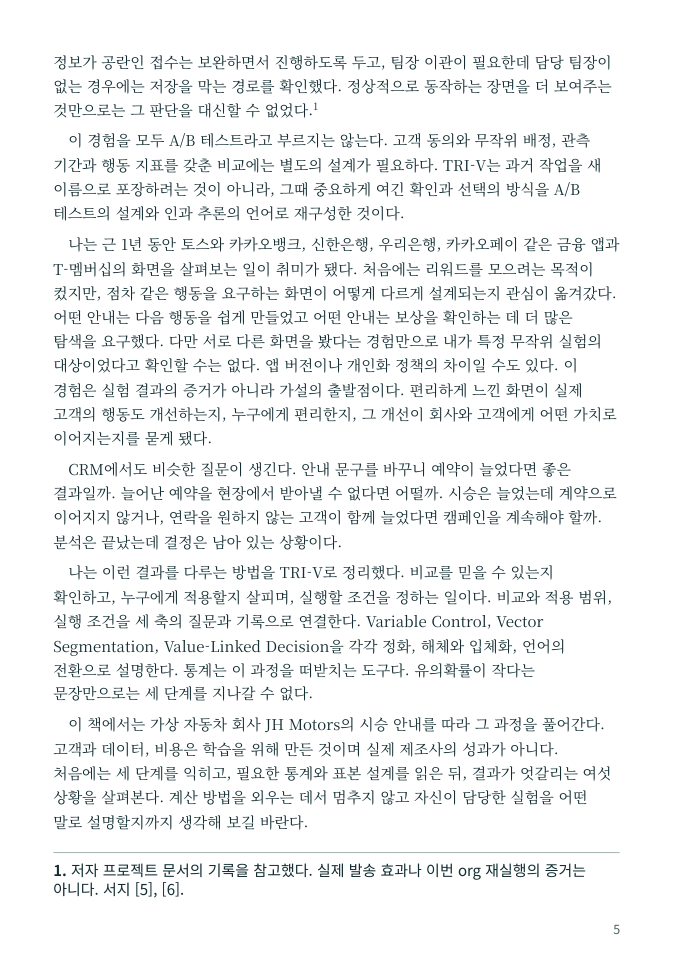 정보가 공란인 접수는 보완하면서 진행하도록 두고, 팀장 이관이 필요한데 담당 팀장이
없는 경우에는 저장을 막는 경로를 확인했다. 정상적으로 동작하는 장면을 더 보여주는
것만으로는 그 판단을 대신할 수 없었다.1
이 경험을 모두 A/B 테스트라고 부르지는 않는다. 고객 동의와 무작위 배정, 관측
기간과 행동 지표를 갖춘 비교에는 별도의 설계가 필요하다. TRI-V는 과거 작업을 새
이름으로 포장하려는 것이 아니라, 그때 중요하게 여긴 확인과 선택의 방식을 A/B
테스트의 설계와 인과 추론의 언어로 재구성한 것이다.
나는 근 1년 동안 토스와 카카오뱅크, 신한은행, 우리은행, 카카오페이 같은 금융 앱과
T-멤버십의 화면을 살펴보는 일이 취미가 됐다. 처음에는 리워드를 모으려는 목적이
컸지만, 점차 같은 행동을 요구하는 화면이 어떻게 다르게 설계되는지 관심이 옮겨갔다.
어떤 안내는 다음 행동을 쉽게 만들었고 어떤 안내는 보상을 확인하는 데 더 많은
탐색을 요구했다. 다만 서로 다른 화면을 봤다는 경험만으로 내가 특정 무작위 실험의
대상이었다고 확인할 수는 없다. 앱 버전이나 개인화 정책의 차이일 수도 있다. 이
경험은 실험 결과의 증거가 아니라 가설의 출발점이다. 편리하게 느낀 화면이 실제
고객의 행동도 개선하는지, 누구에게 편리한지, 그 개선이 회사와 고객에게 어떤 가치로
이어지는지를 묻게 됐다.
CRM에서도 비슷한 질문이 생긴다. 안내 문구를 바꾸니 예약이 늘었다면 좋은
결과일까. 늘어난 예약을 현장에서 받아낼 수 없다면 어떨까. 시승은 늘었는데 계약으로
이어지지 않거나, 연락을 원하지 않는 고객이 함께 늘었다면 캠페인을 계속해야 할까.
분석은 끝났는데 결정은 남아 있는 상황이다.
나는 이런 결과를 다루는 방법을 TRI-V로 정리했다. 비교를 믿을 수 있는지
확인하고, 누구에게 적용할지 살피며, 실행할 조건을 정하는 일이다. 비교와 적용 범위,
실행 조건을 세 축의 질문과 기록으로 연결한다. Variable Control, Vector
Segmentation, Value-Linked Decision을 각각 정화, 해체와 입체화, 언어의
전환으로 설명한다. 통계는 이 과정을 떠받치는 도구다. 유의확률이 작다는
문장만으로는 세 단계를 지나갈 수 없다.
이 책에서는 가상 자동차 회사 JH Motors의 시승 안내를 따라 그 과정을 풀어간다.
고객과 데이터, 비용은 학습을 위해 만든 것이며 실제 제조사의 성과가 아니다.
처음에는 세 단계를 익히고, 필요한 통계와 표본 설계를 읽은 뒤, 결과가 엇갈리는 여섯
상황을 살펴본다. 계산 방법을 외우는 데서 멈추지 않고 자신이 담당한 실험을 어떤
말로 설명할지까지 생각해 보길 바란다.
1. 저자 프로젝트 문서의 기록을 참고했다. 실제 발송 효과나 이번 org 재실행의 증거는
아니다. 서지 [5], [6].
5